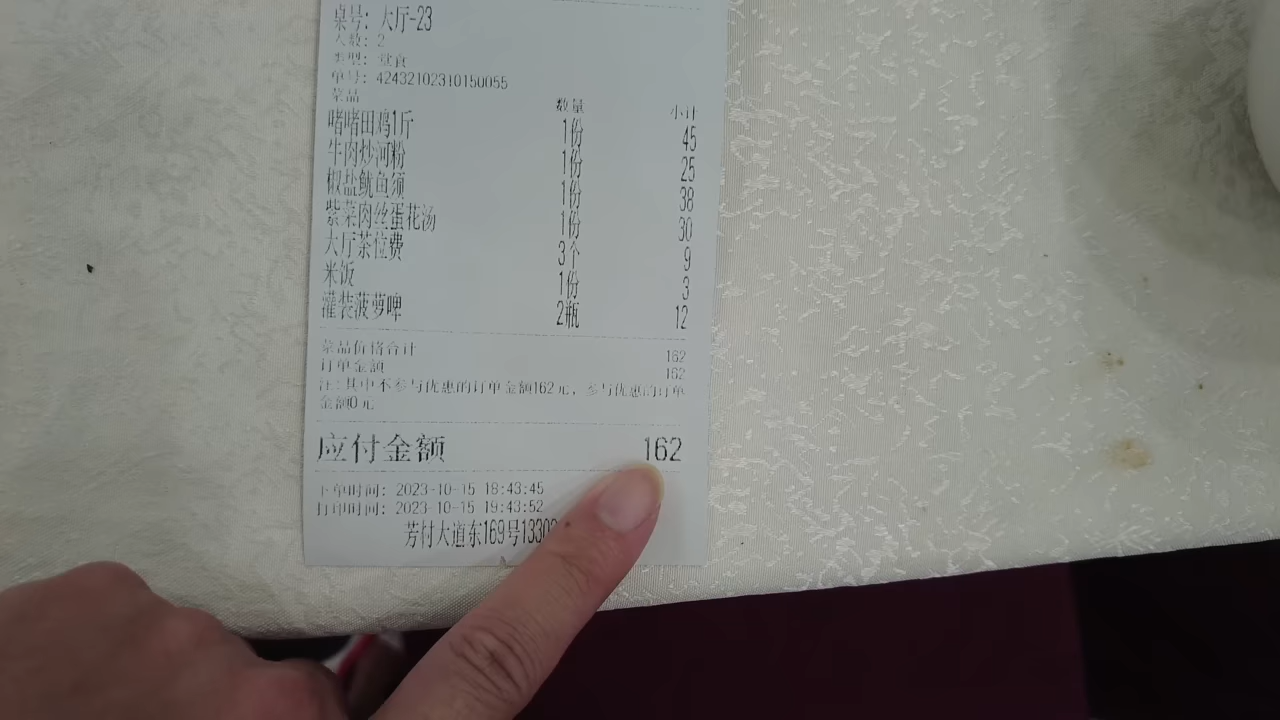 桌号: 大厅-23
人数: 2
类型: 堂食
单号: 42432102310150055
菜品 数量 小计
啫啫田鸡1斤 1份 45
牛肉炒河粉 1份 25
椒盐鱿鱼须 1份 38
紫菜肉丝蛋花汤 1份 30
大厅茶位费 3个 9
米饭 1份 3
灌装菠萝啤 2瓶 12
菜品价格合计 162
订单金额 162
注:其中不参与优惠的订单金额162元, 参与优惠的订单
金额0元
应付金额 162
下单时间: 2023-10-15 18:43:45
打印时间: 2023-10-15 19:43:52
芳付大道东169号13302